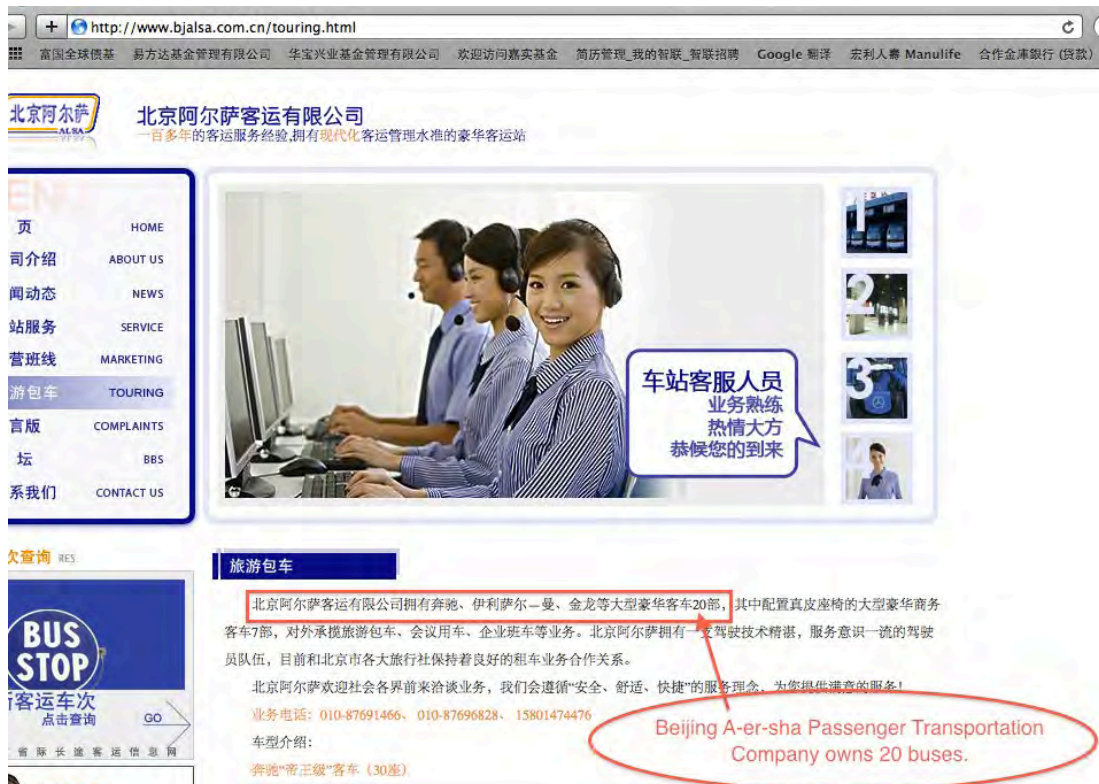 http://www.bjalsa.com.cn/touring.html
富国全球债基 易方达基金管理有限公司 华宝兴业基金管理有限公司 欢迎访问嘉实基金 简历管理_我的智联_智联招聘 Google 翻译 宏利人寿 Manulife 合作金庫銀行 (贷款)
北京阿尔萨
ALSA
北京阿尔萨客运有限公司
一百多年的客运服务经验,拥有现代化客运管理水准的豪华客运站
页 HOME
司介绍 ABOUT US
闻动态 NEWS
站服务 SERVICE
营班线 MARKETING
游包车 TOURING
言版 COMPLAINTS
坛 BBS
系我们 CONTACT US
1
2
3
4
车站客服人员
业务熟练
热情大方
恭候您的到来
次查询 RES
BUS
STOP
客运车次
点击查询 GO
省际长途客运信息网
旅游包车
北京阿尔萨客运有限公司拥有奔驰、伊利萨尔—曼、金龙等大型豪华客车20部，其中配置真皮座椅的大型豪华商务
客车7部，对外承揽旅游包车、会议用车、企业班车等业务。北京阿尔萨拥有一支驾驶技术精湛，服务意识一流的驾驶
员队伍，目前和北京市各大旅行社保持着良好的租车业务合作关系。
北京阿尔萨欢迎社会各界前来洽谈业务，我们会遵循“安全、舒适、快捷”的服务理念，为您提供满意的服务！
业务电话：010-87691466、010-87696828、15801474476
车型介绍：
奔驰“帝王级”客车（30座）
Beijing A-er-sha Passenger Transportation
Company owns 20 buses.